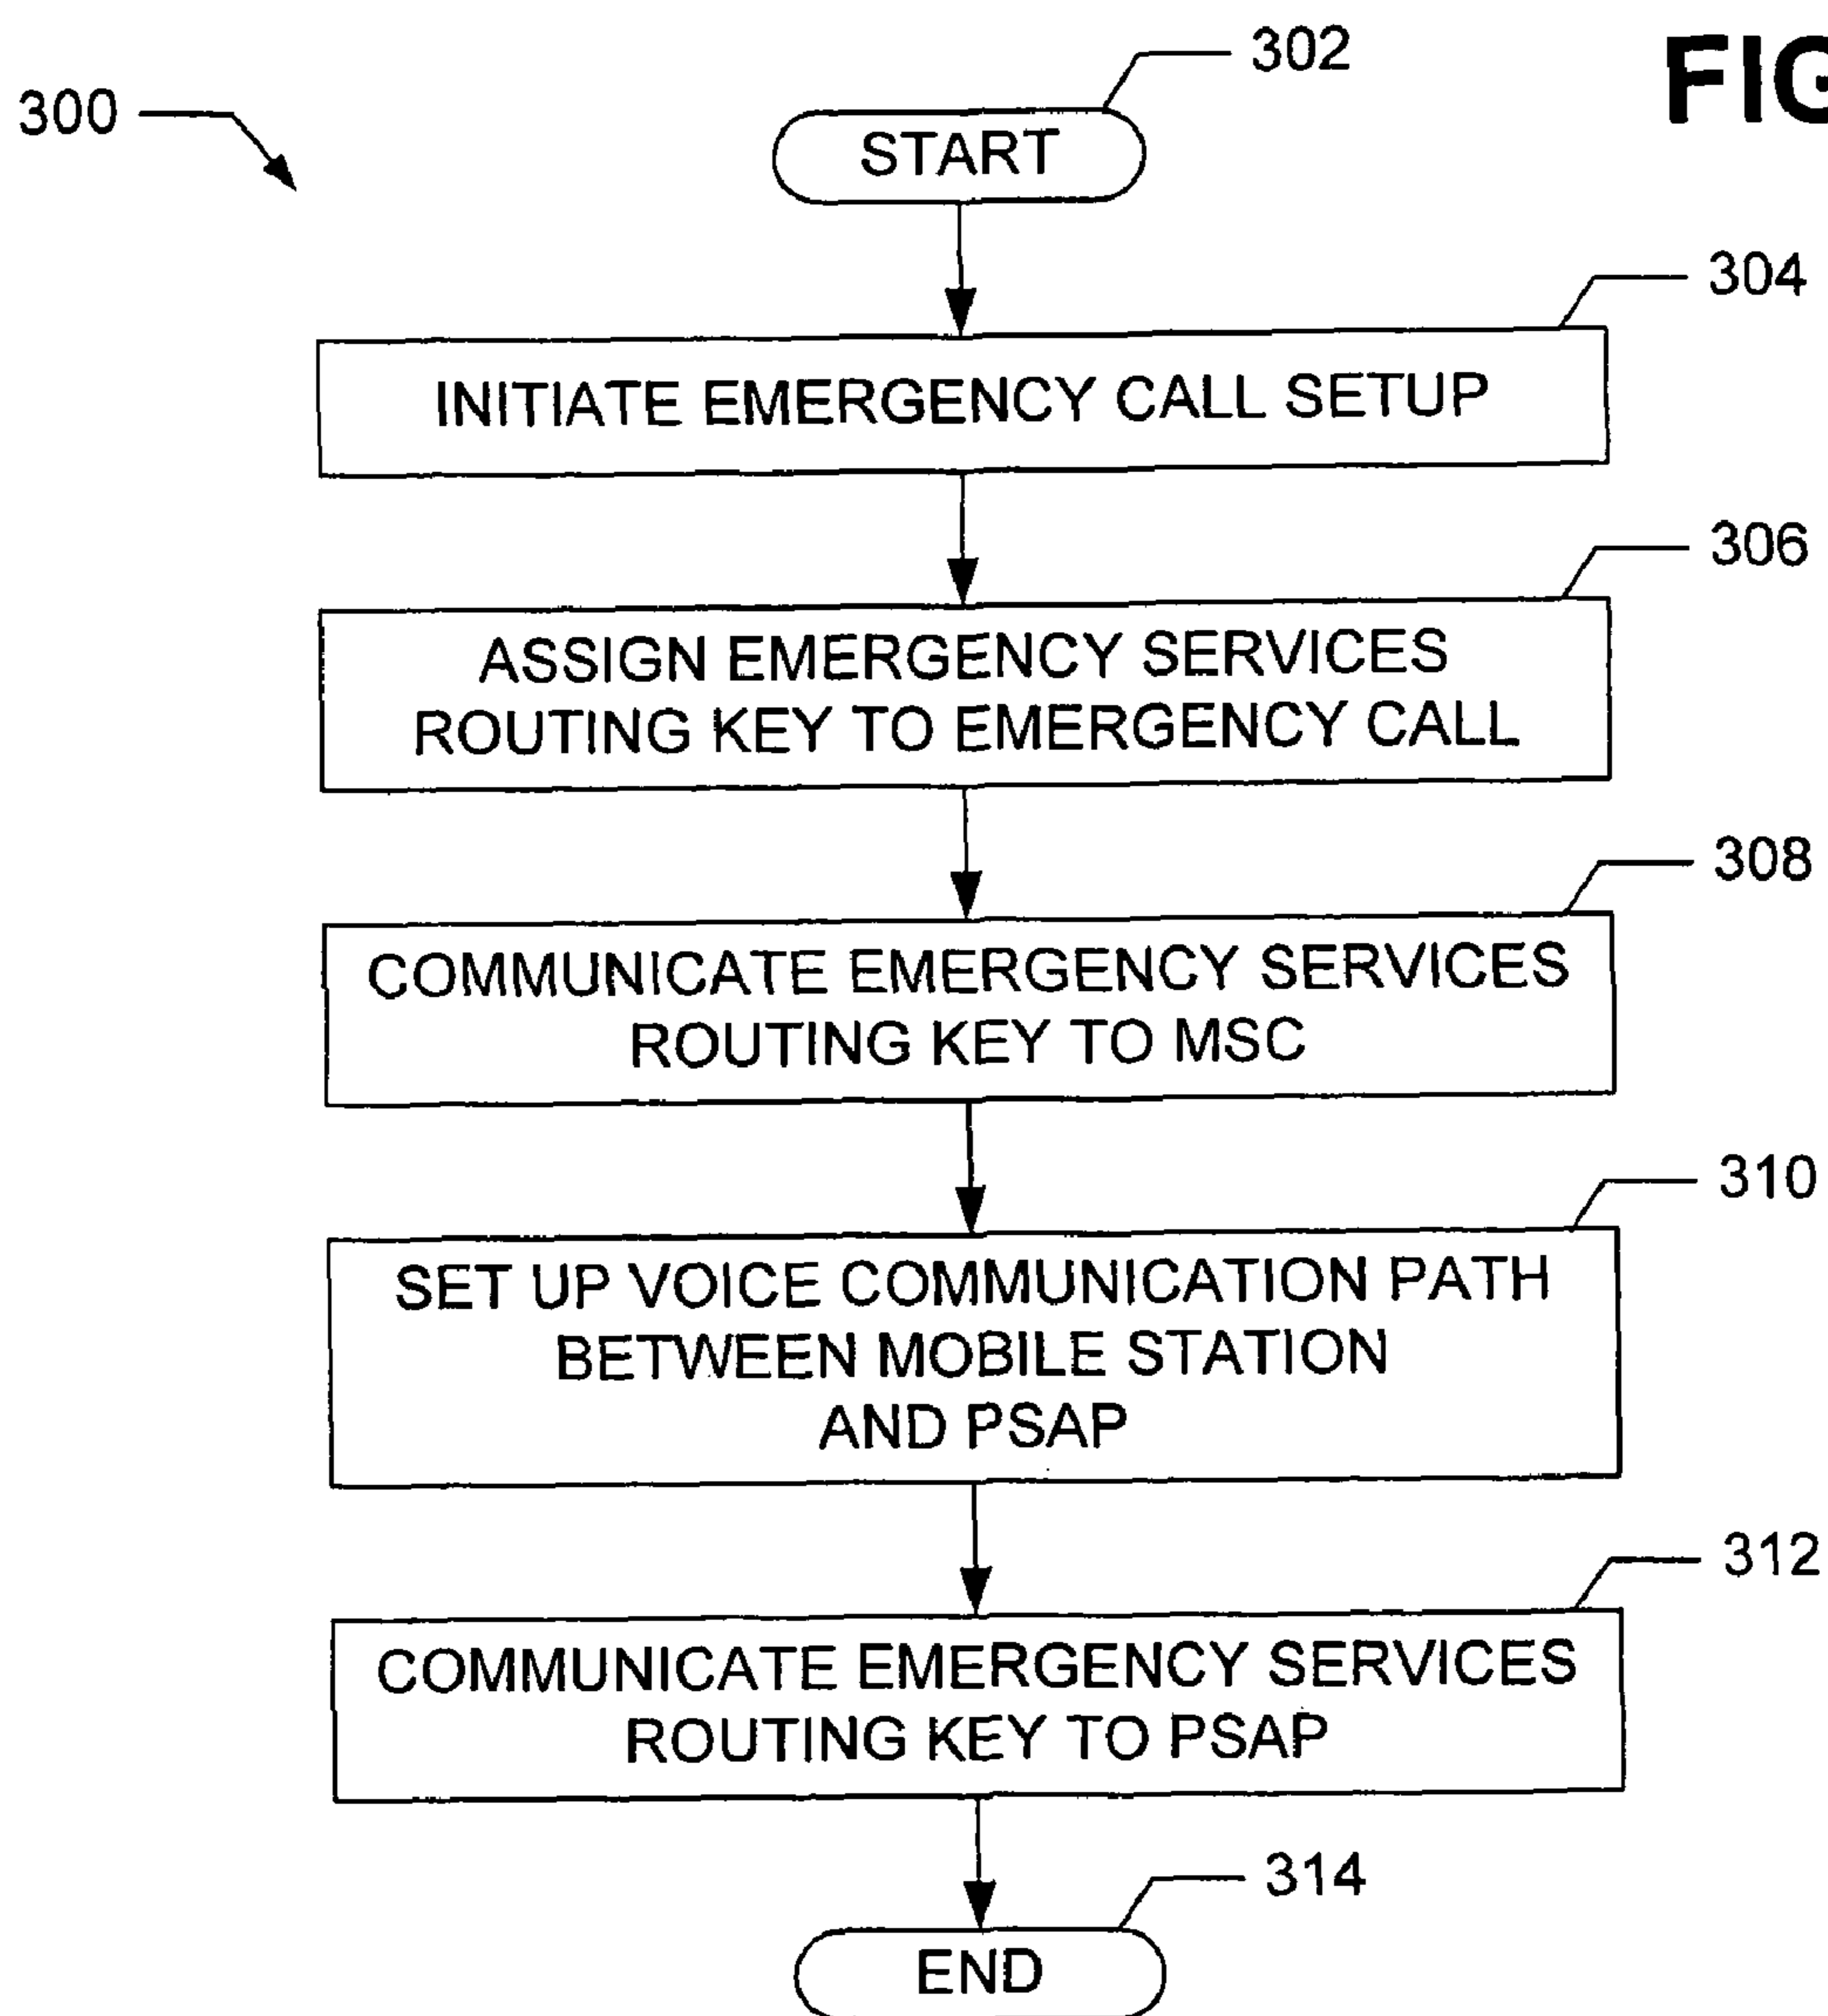 302
FIG
300
START
304
INITIATE EMERGENCY CALL SETUP
306
ASSIGN EMERGENCY SERVICES
ROUTING KEY TO EMERGENCY CALL
308
COMMUNICATE EMERGENCY SERVICES
ROUTING KEY TO MSC
310
SET UP VOICE COMMUNICATION PATH
BETWEEN MOBILE STATION
AND PSAP
312
COMMUNICATE EMERGENCY SERVICES
ROUTING KEY TO PSAP
314
END